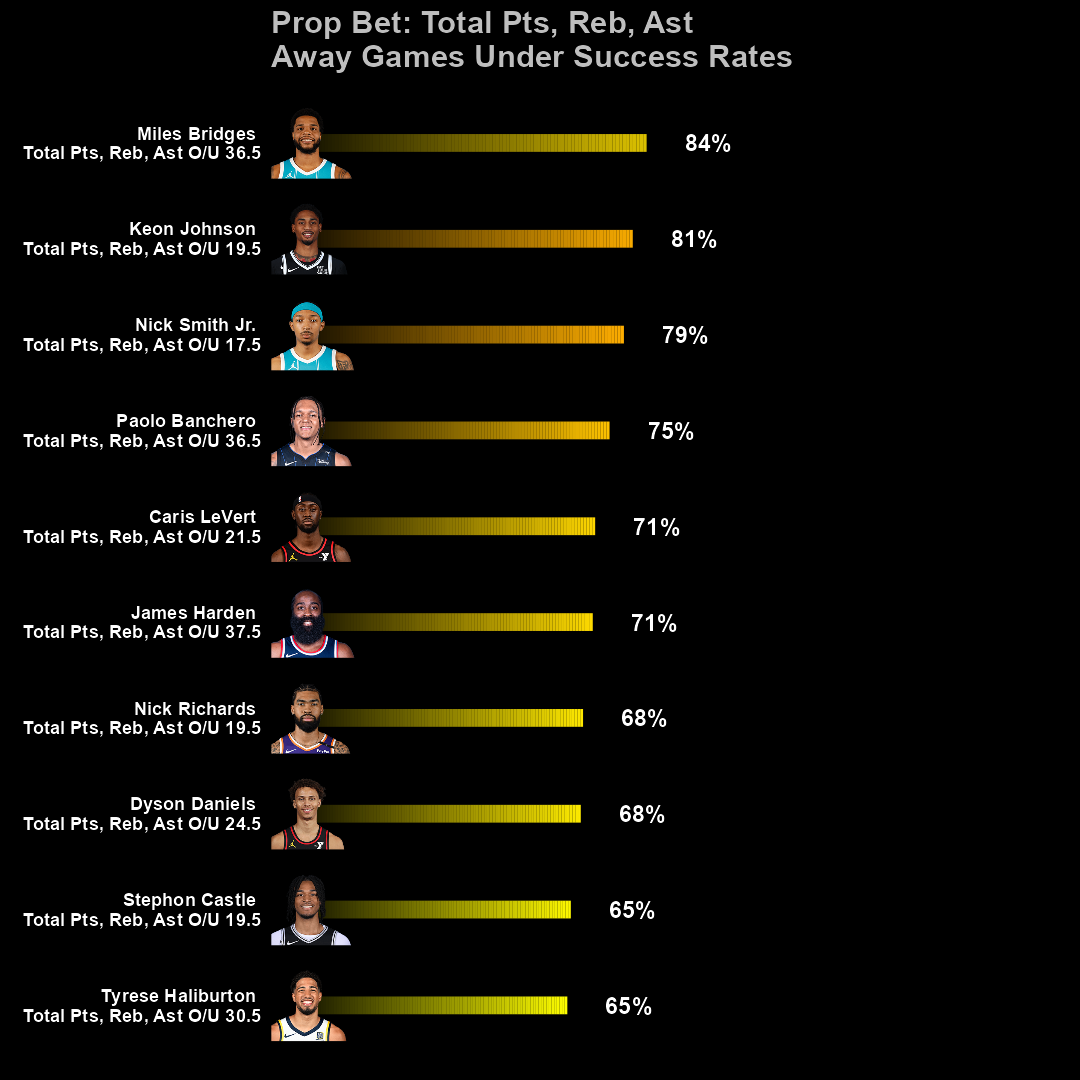 Prop Bet: Total Pts, Reb, Ast
Away Games Under Success Rates
Miles Bridges
Total Pts, Reb, Ast O/U 36.5
84%
Keon Johnson
Total Pts, Reb, Ast O/U 19.5
81%
Nick Smith Jr.
Total Pts, Reb, Ast O/U 17.5
79%
Paolo Banchero
Total Pts, Reb, Ast O/U 36.5
75%
Caris LeVert
Total Pts, Reb, Ast O/U 21.5
71%
James Harden
Total Pts, Reb, Ast O/U 37.5
71%
Nick Richards
Total Pts, Reb, Ast O/U 19.5
68%
Dyson Daniels
Total Pts, Reb, Ast O/U 24.5
68%
Stephon Castle
Total Pts, Reb, Ast O/U 19.5
65%
Tyrese Haliburton
Total Pts, Reb, Ast O/U 30.5
65%